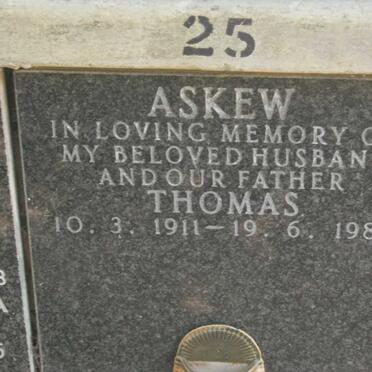 25
ASKEW
IN LOVING MEMORY
MY BELOVED HUSBAN
AND OUR FATHER
THOMAS
10. 3. 1911-19. 6. 198